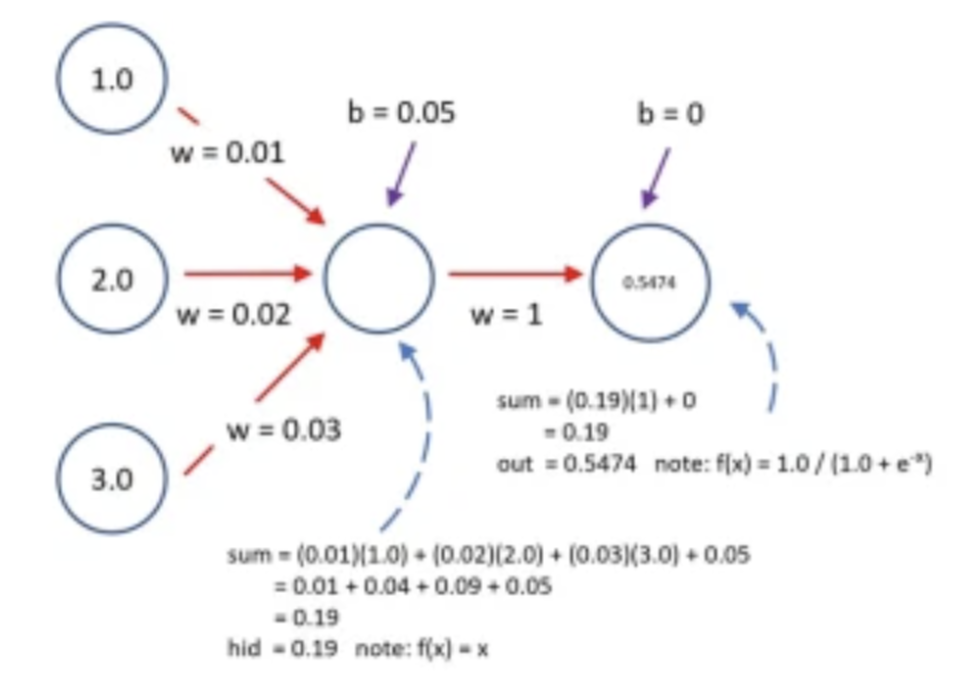 1.0
b = 0.05
b = 0
w = 0.01
2.0
0.5474
w = 0.02
w = 1
sum = (0.19)(1) + 0
= 0.19
out = 0.5474 note: f(x) = 1.0 / (1.0 + e⁻ˣ)
w = 0.03
3.0
sum = (0.01)(1.0) + (0.02)(2.0) + (0.03)(3.0) + 0.05
= 0.01 + 0.04 + 0.09 + 0.05
= 0.19
hid = 0.19 note: f(x) = x